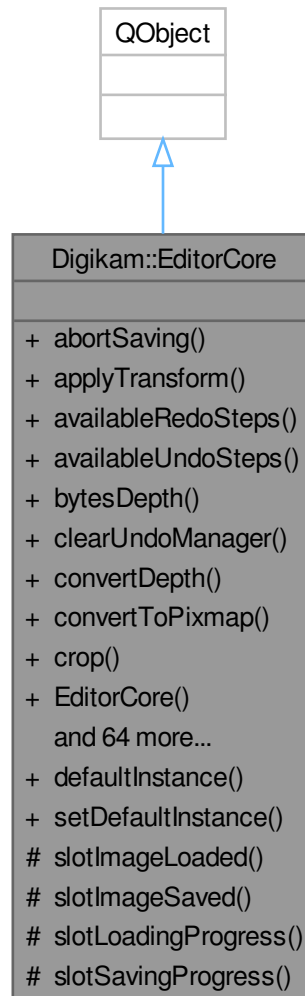 QObject
Digikam::EditorCore
+ abortSaving()
+ applyTransform()
+ availableRedoSteps()
+ availableUndoSteps()
+ bytesDepth()
+ clearUndoManager()
+ convertDepth()
+ convertToPixmap()
+ crop()
+ EditorCore()
and 64 more...
+ defaultInstance()
+ setDefaultInstance()
# slotImageLoaded()
# slotImageSaved()
# slotLoadingProgress()
# slotSavingProgress()